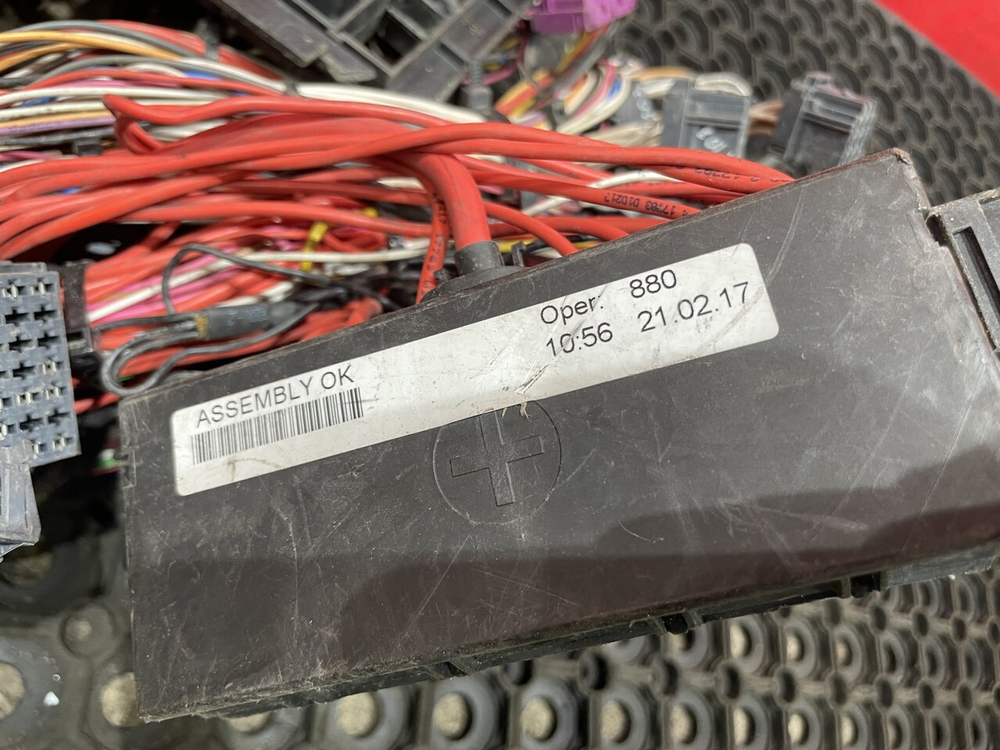 ASSEMBLY OK
Oper: 880
10:56 21.02.17